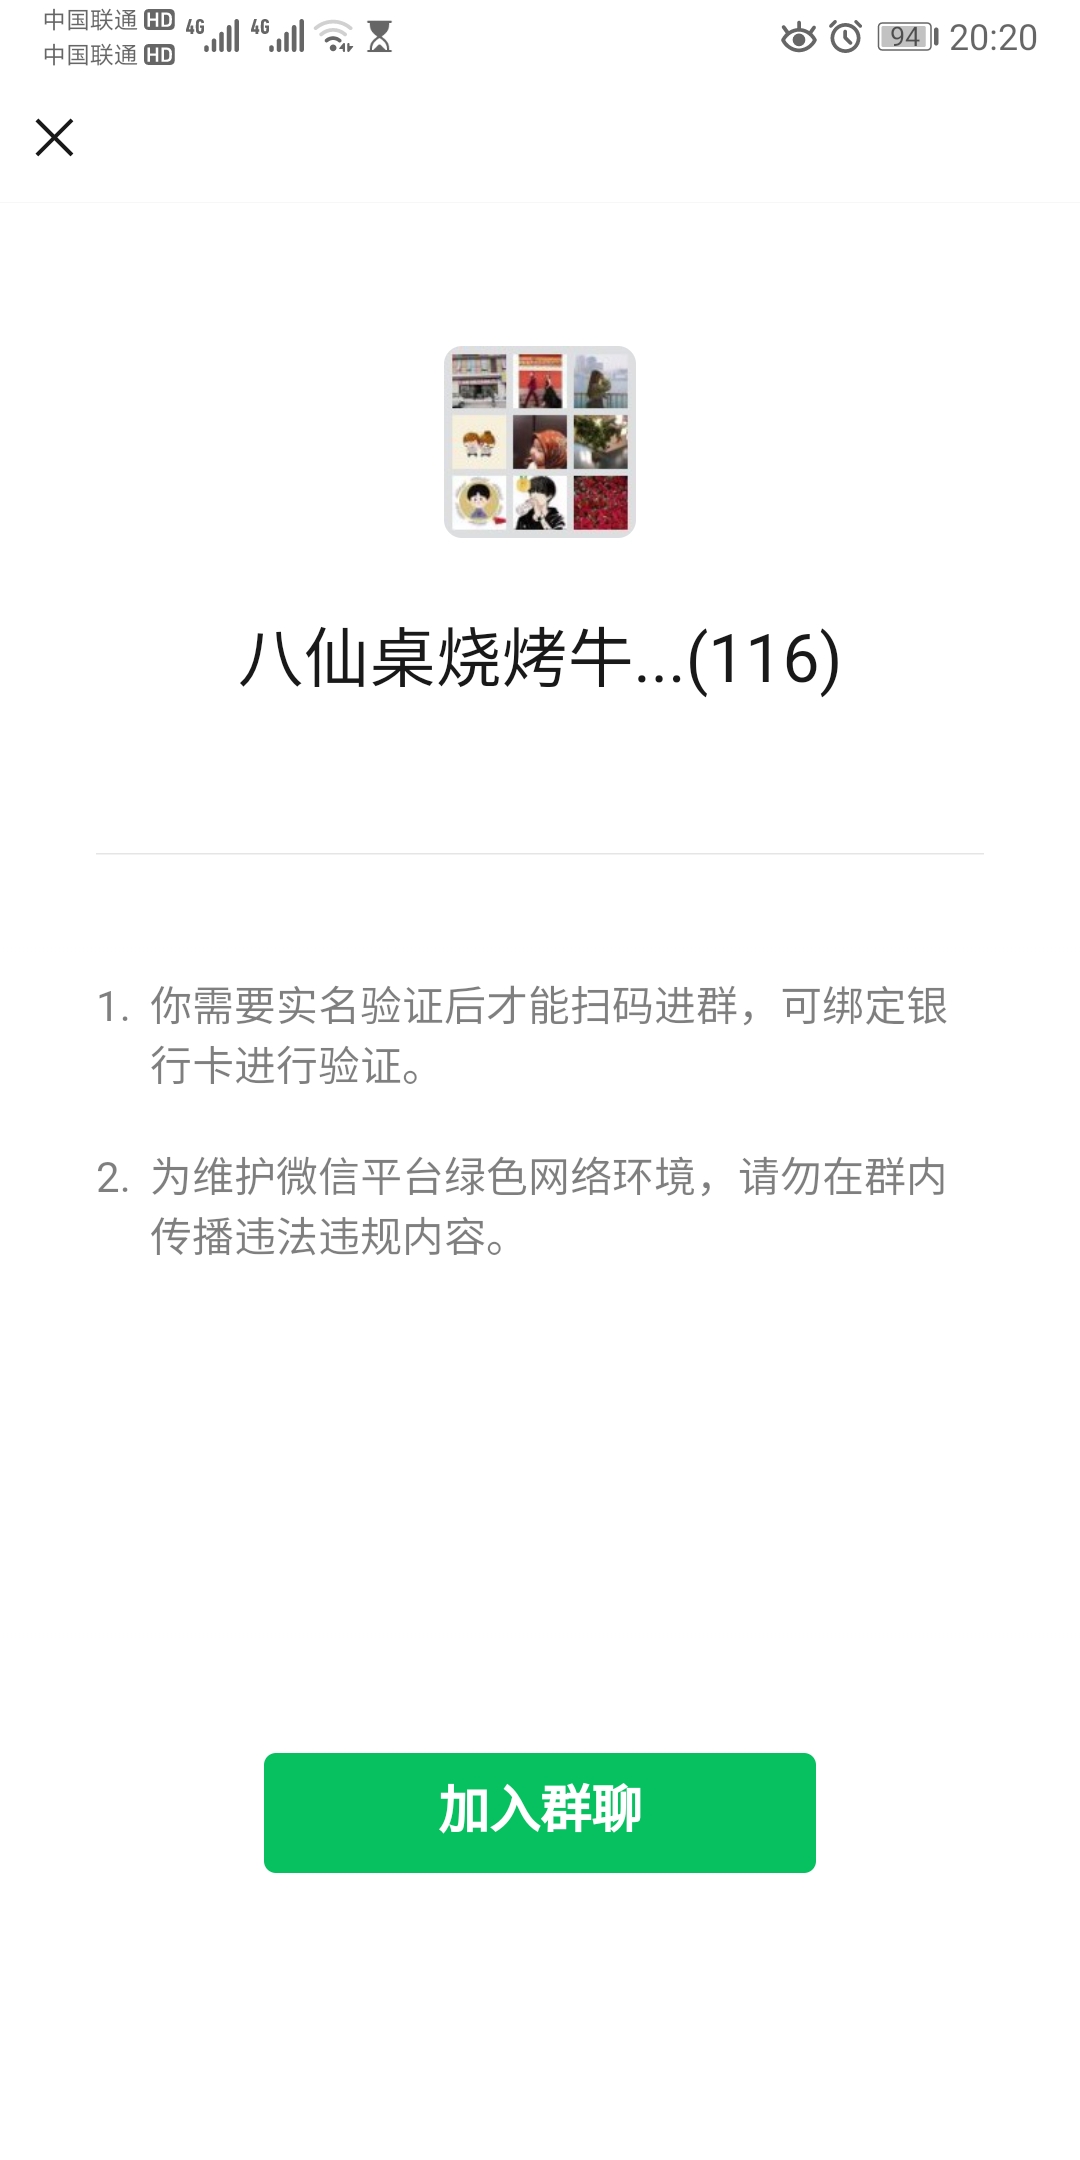 中国联通 HD 4G 4G
中国联通 HD
94 20:20
八仙桌烧烤牛...(116)
1. 你需要实名验证后才能扫码进群，可绑定银
行卡进行验证。
2. 为维护微信平台绿色网络环境，请勿在群内
传播违法违规内容。
加入群聊